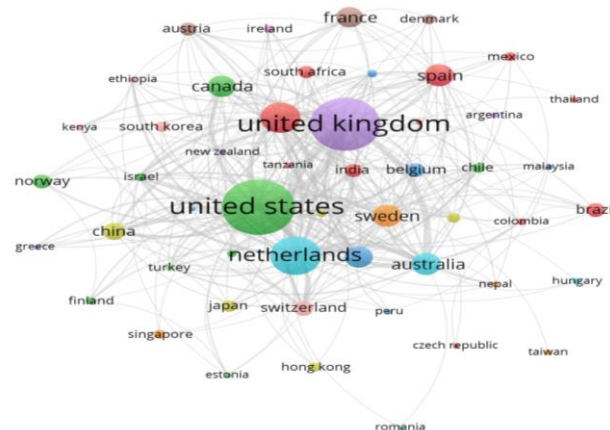 france
denmark
austria
ireland
mexico
south africa
spain
canada
ethiopia
thailand
argentina
united kingdom
kenya
south korea
new zealand
tanzania
india
belgium
chile
malaysia
norway
israel
united states
sweden
brazi
colombia
china
greece
netherlands
australia
turkey
nepal
hungary
finland
japan
switzerland
peru
singapore
czech republic
taiwan
hong kong
estonia
romania